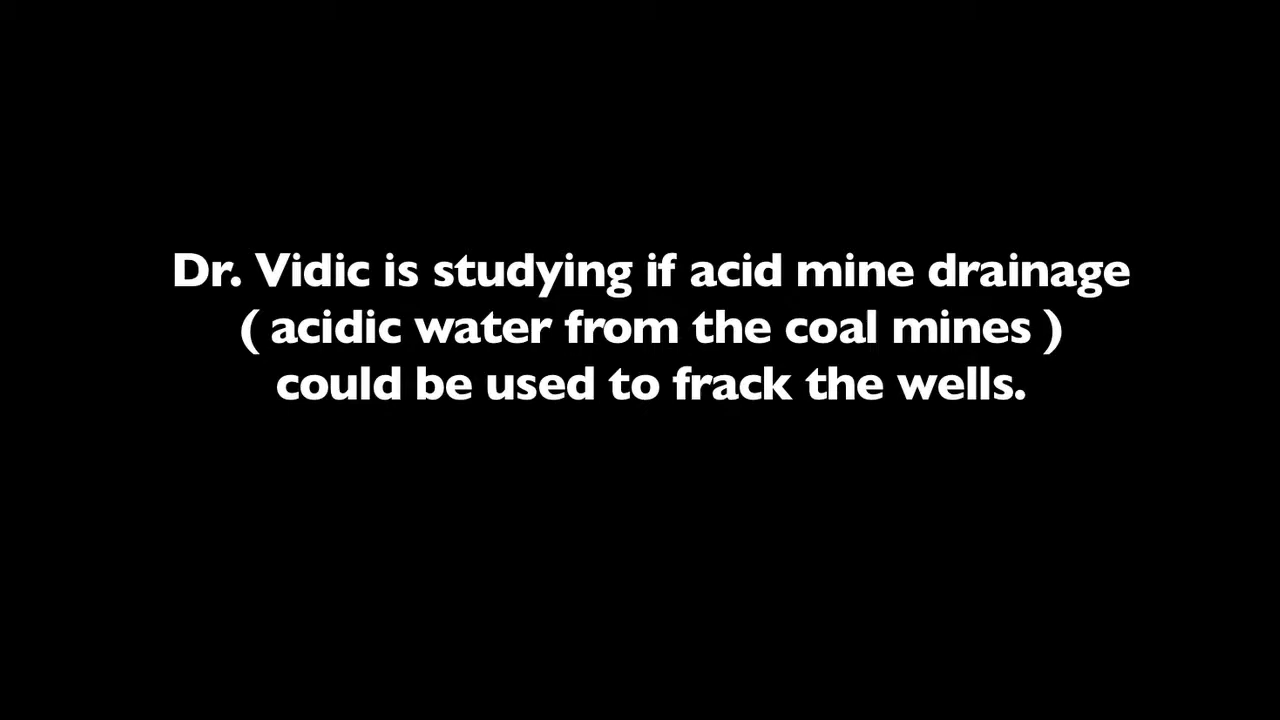 Dr. Vidic is studying if acid mine drainage
( acidic water from the coal mines )
could be used to frack the wells.